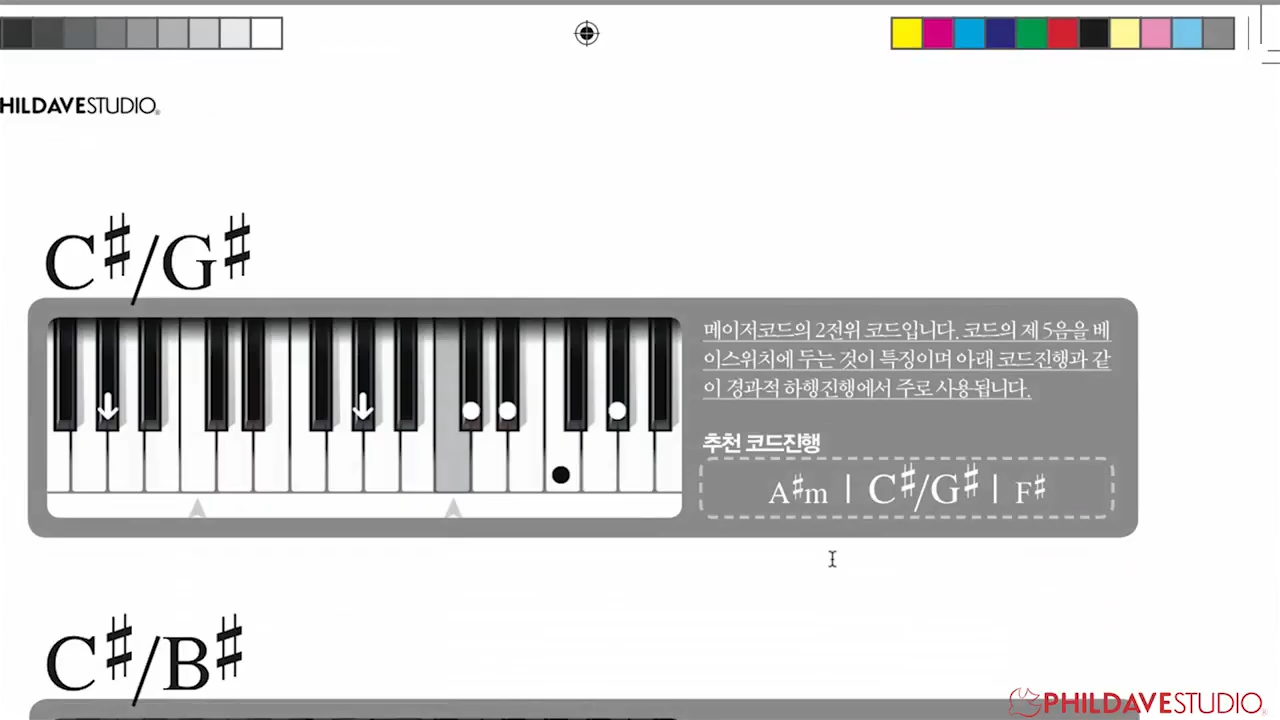 HILDAVESTUDIO®
C♯/G♯
메이저코드의 2전위 코드입니다. 코드의 제 5음을 베
이스위치에 두는 것이 특징이며 아래 코드진행과 같
이 경과적 하행진행에서 주로 사용됩니다.
추천 코드진행
A♯m | C♯/G♯ | F♯
C♯/B♯
PHILDAVESTUDIO®